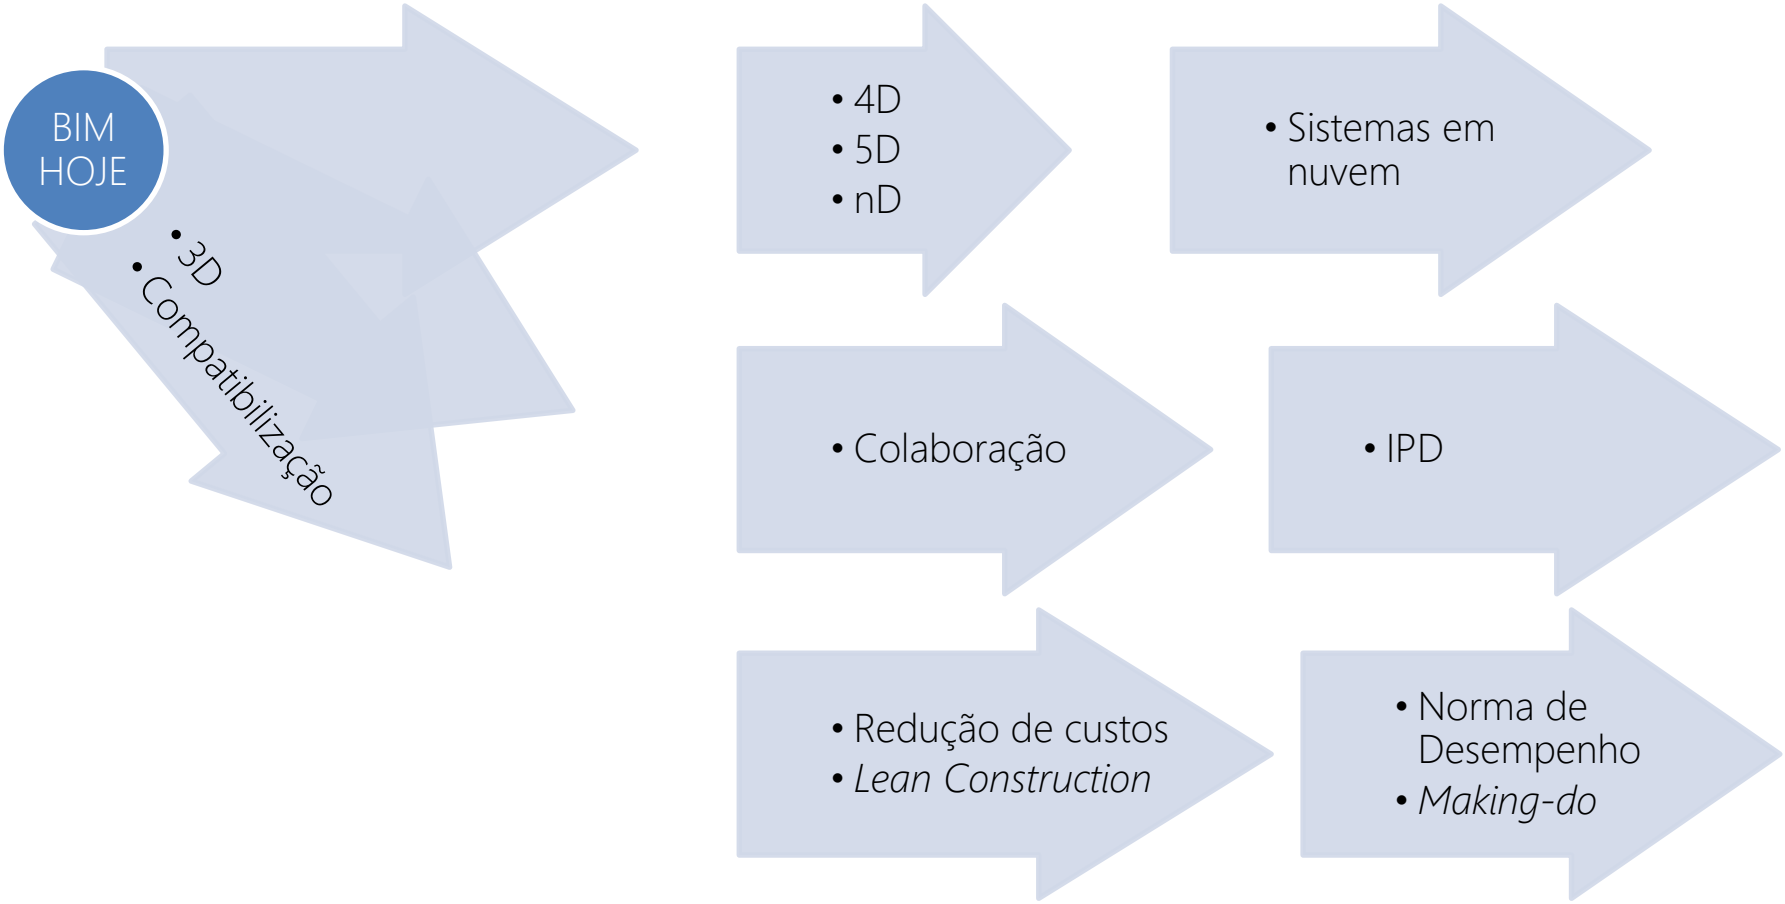 BIM
HOJE
• 3D
• Compatibilização
• 4D
• 5D
• nD
• Sistemas em
nuvem
• Colaboração
• IPD
• Redução de custos
• Lean Construction
• Norma de
Desempenho
• Making-do